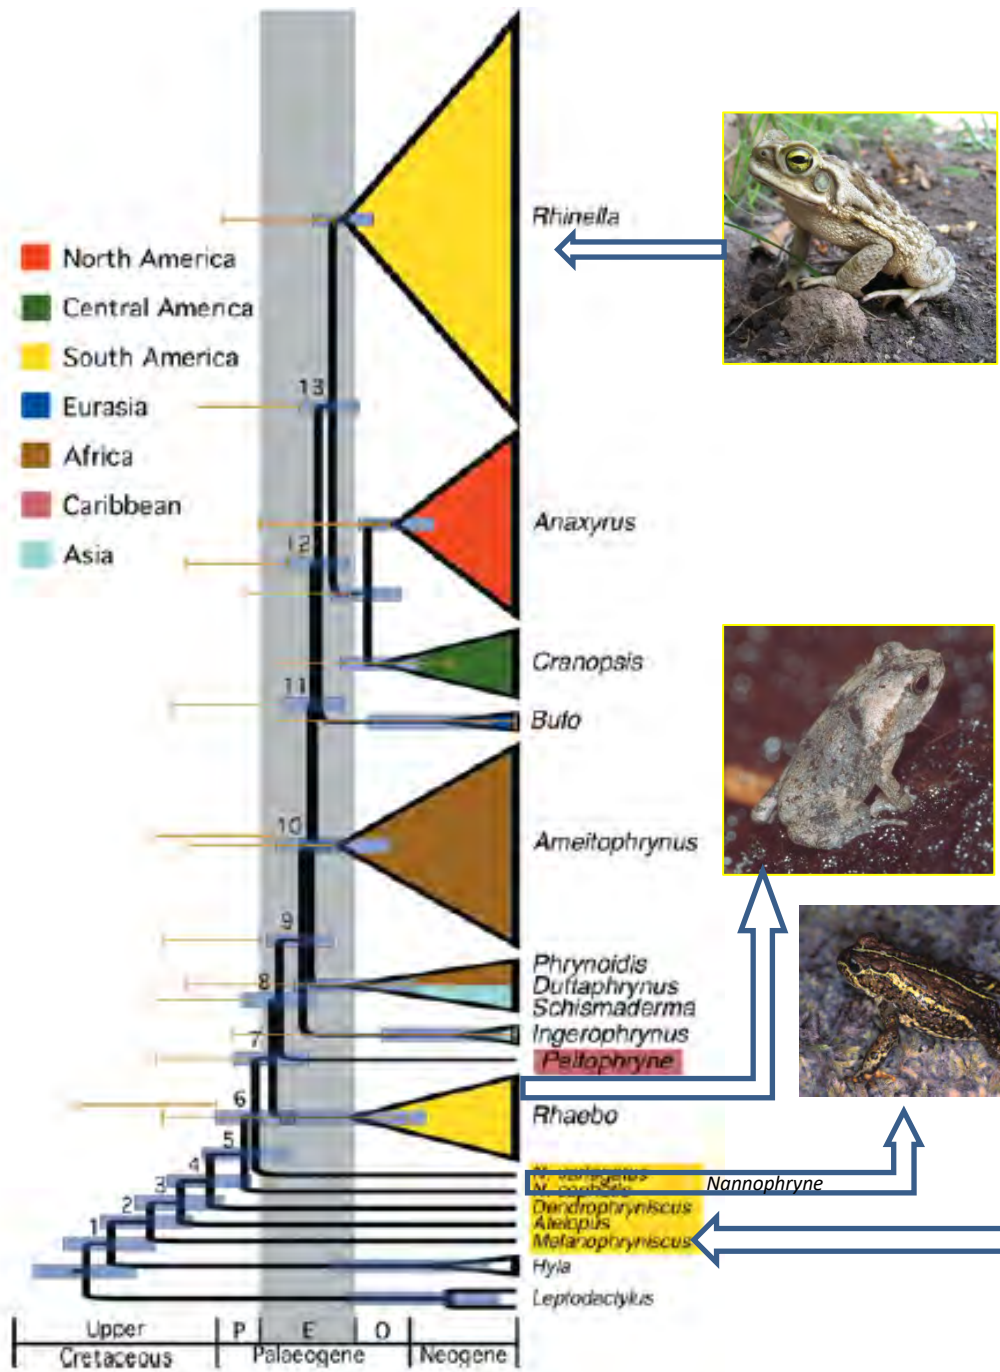 Rhinella
North America
Central America
South America
Eurasia
Africa
Caribbean
Asia
13
Anaxyrus
12
Cranopsis
11
Bufo
10
Ameitophrynus
9
Phrynoidis
Duttaphrynus
8
Schismaderma
Ingerophrynus
7
Peltophryne
6
Rhaebo
5
4
Nannophryne
3
Dendrophryniscus
2
Atelopus
1
Melanophryniscus
Hyla
Leptodactylus
Upper P E O
Cretaceous Palaeogene Neogene